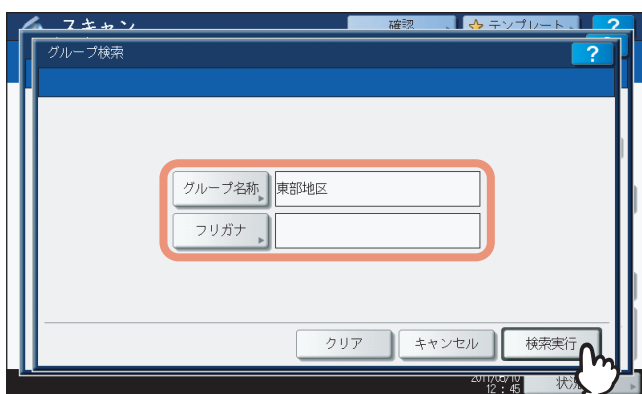 スキャン
確認
テンプレート
?
グループ検索
?
グループ名称
東部地区
フリガナ
クリア
キャンセル
検索実行
2011/05/10
12:45
状況